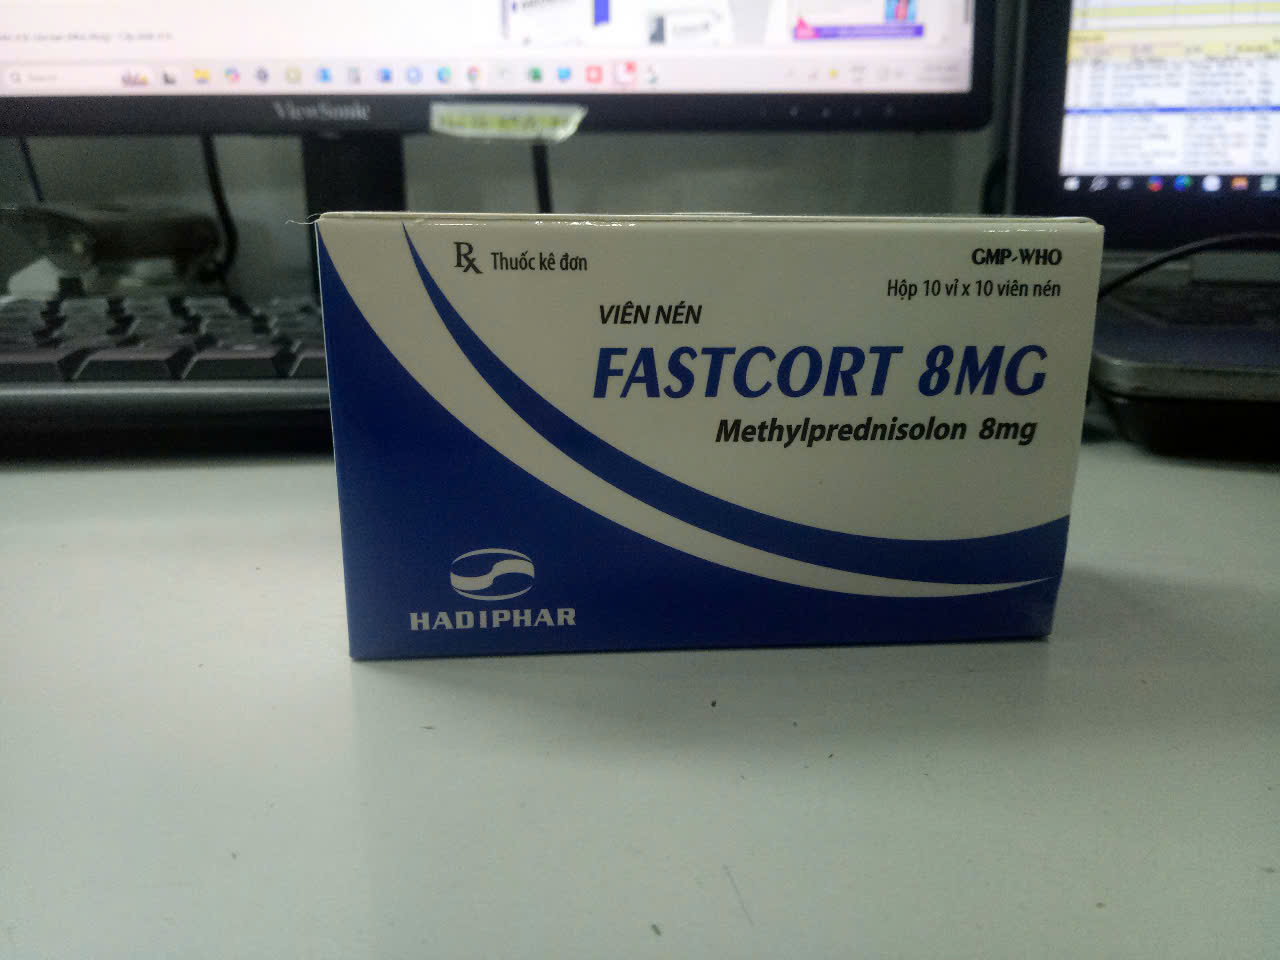 ViewSonic
Rx Thuốc kê đơn
GMP-WHO
Hộp 10 vỉ x 10 viên nén
VIÊN NÉN
FASTCORT 8MG
Methylprednisolon 8mg
HADIPHAR